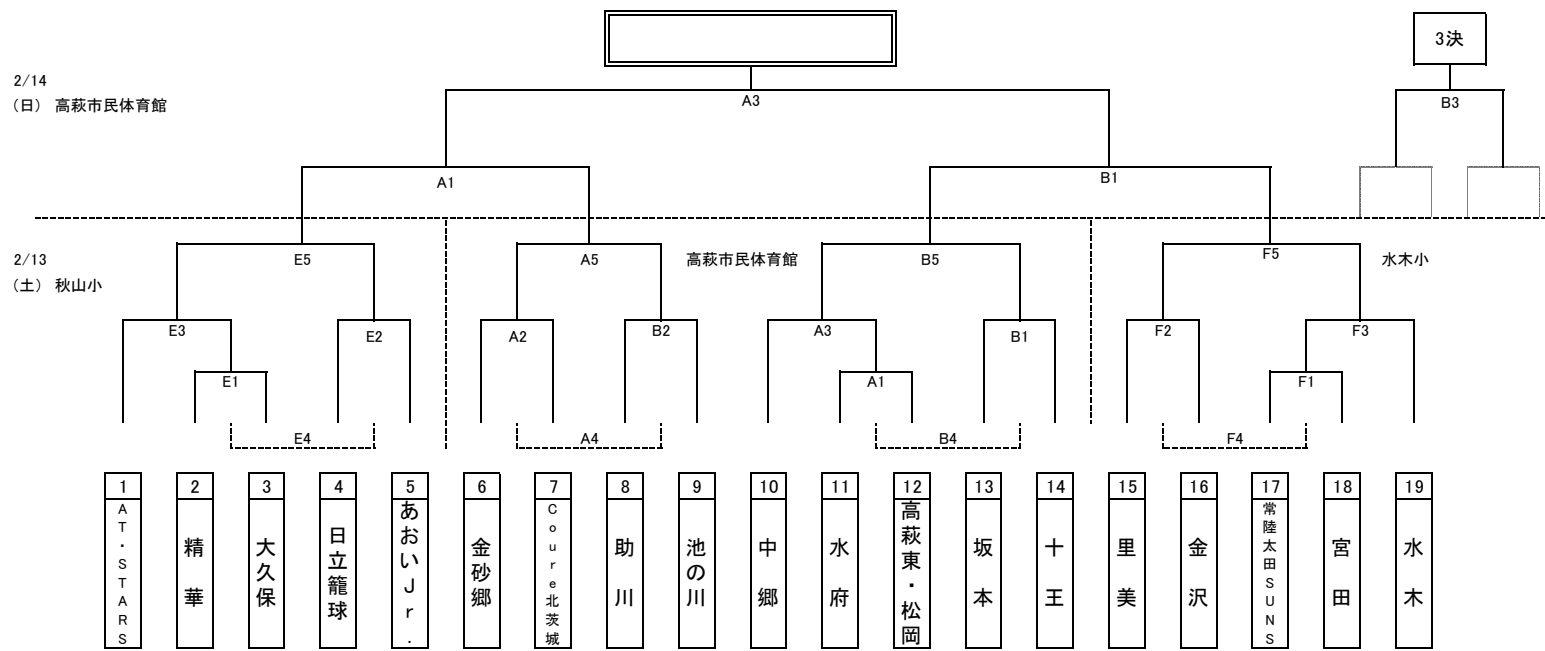 3決
2/14
(日) 高萩市民体育館
A3
B3
A1
B1
2/13
(土) 秋山小
E5
A5
高萩市民体育館
B5
F5
水木小
E3
E2
A2
B2
A3
B1
F2
F3
E1
A1
F1
E4
A4
B4
F4
1 2 3 4 5 6 7 8 9 10 11 12 13 14 15 16 17 18 19
AT・STARS
精華
大久保
日立籠球
あおいJr.
金砂郷
Coure北茨城
助川
池の川
中郷
水府
高萩東・松岡
坂本
十王
里美
金沢
常陸太田SUNS
宮田
水木